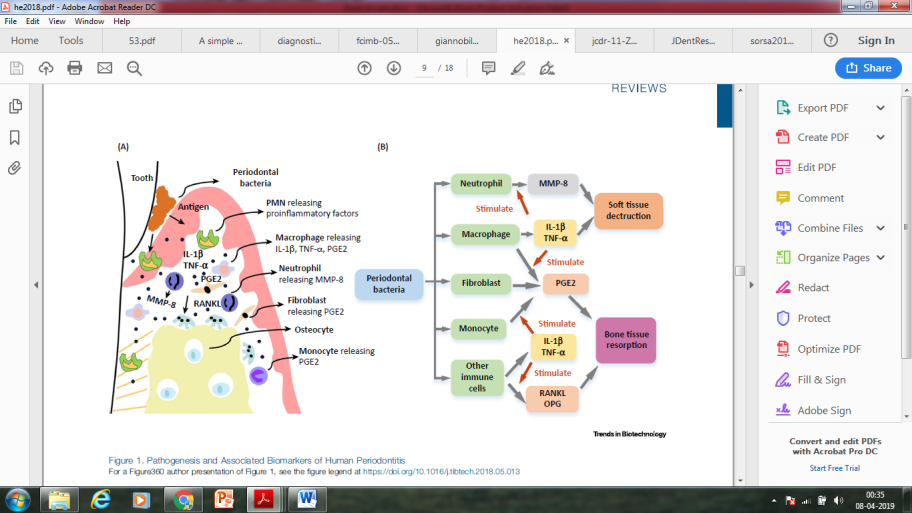 he2018.pdf - Adobe Acrobat Reader DC
File Edit View Window Help
Home Tools 53.pdf A simple ... diagnosti... fcimb-05... giannobil... he2018.p... × jcdr-11-Z... JDentRes... sorsa201... Sign In
9 / 18 Share
REVIEWS
(A)
Tooth
Periodontal
bacteria
Antigen
PMN releasing
proinflammatory factors
Macrophage releasing
IL-1β, TNF-α, PGE2
IL-1β
TNF-α
PGE2
Neutrophil
releasing MMP-8
MMP-8
RANKL
Fibroblast
releasing PGE2
Osteocyte
Monocyte releasing
PGE2
(B)
Periodontal
bacteria
Neutrophil
MMP-8
Stimulate
Soft tissue
dectruction
Macrophage
IL-1β
TNF-α
Stimulate
Fibroblast
PGE2
Monocyte
Stimulate
IL-1β
TNF-α
Bone tissue
resorption
Other
immune
cells
Stimulate
RANKL
OPG
Trends in Biotechnology
Figure 1. Pathogenesis and Associated Biomarkers of Human Periodontitis
For a Figure360 author presentation of Figure 1, see the figure legend at https://doi.org/10.1016/j.tibtech.2018.05.013
Export PDF
Create PDF
Edit PDF
Comment
Combine Files
Organize Pages
Redact
Protect
Optimize PDF
Fill & Sign
Adobe Sign
Convert and edit PDFs
with Acrobat Pro DC
Start Free Trial
00:35
08-04-2019